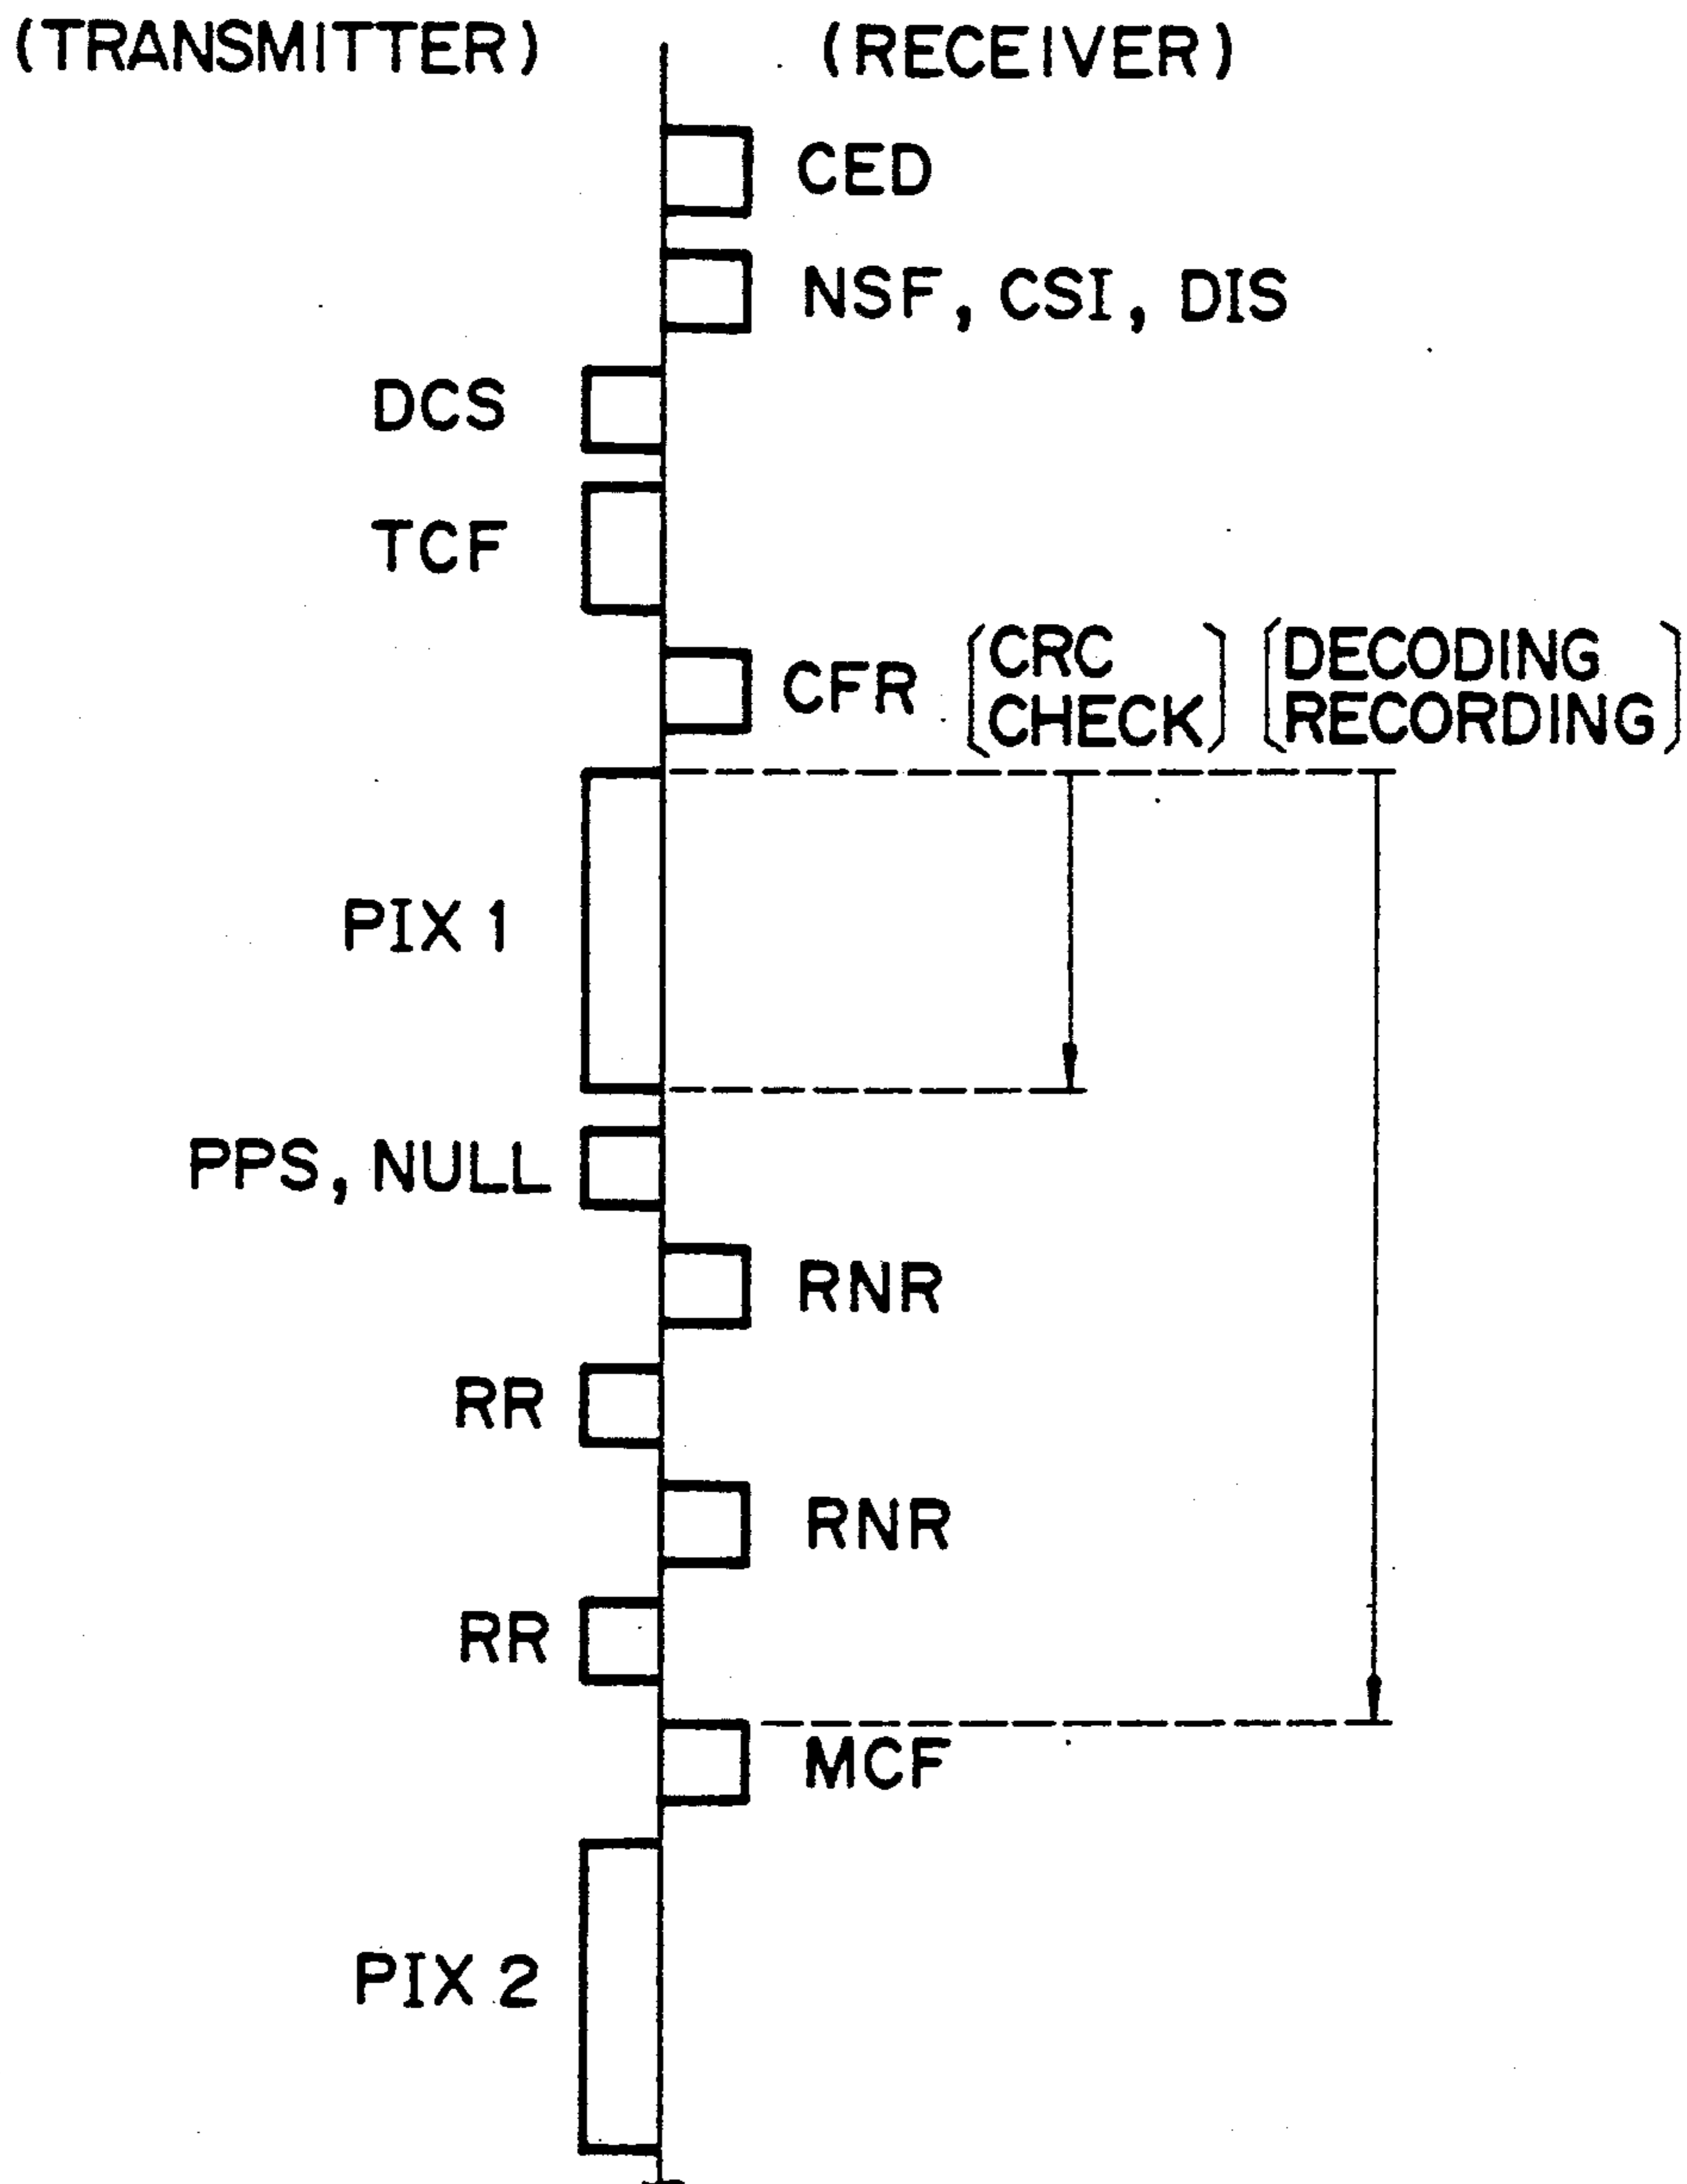 (TRANSMITTER) (RECEIVER)
CED
NSF, CSI, DIS
DCS
TCF
CFR [CRC CHECK] [DECODING RECORDING]
PIX 1
PPS, NULL
RNR
RR
RNR
RR
MCF
PIX 2